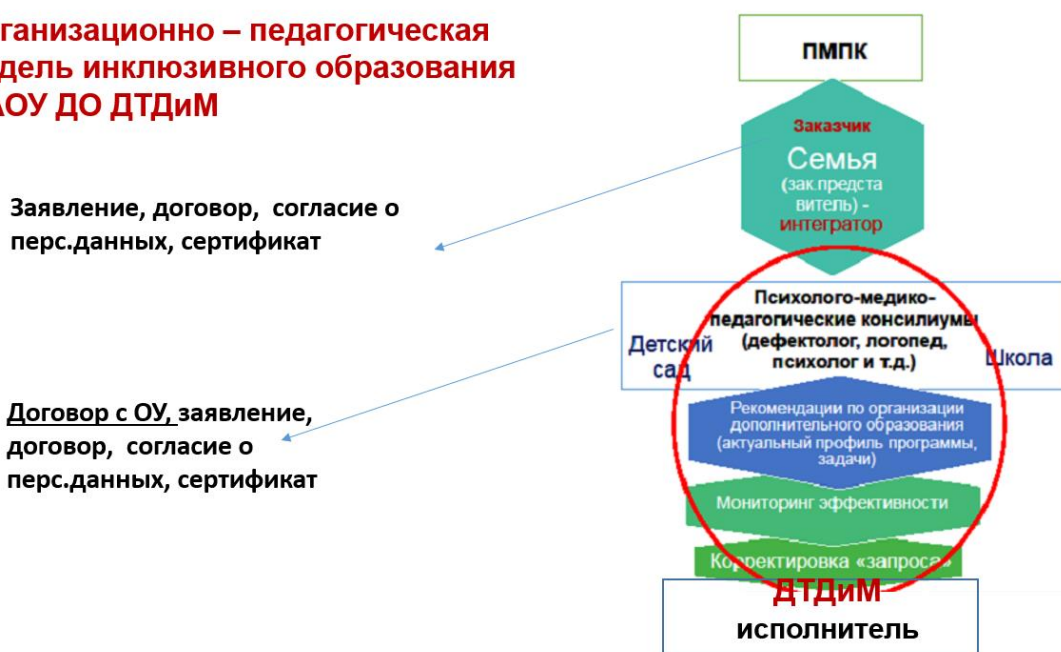 ганизационно – педагогическая
дель инклюзивного образования
АОУ ДО ДТДиМ
ПМПК
Заказчик
Семья
(зак.предста
витель) -
интегратор
Заявление, договор, согласие о
перс.данных, сертификат
Психолого-медико-
педагогические консилиумы
(дефектолог, логопед,
психолог и т.д.)
Детский
сад
Школа
Рекомендации по организации
дополнительного образования
(актуальный профиль программы,
задачи)
Договор с ОУ, заявление,
договор, согласие о
перс.данных, сертификат
Мониторинг эффективности
Корректировка «запроса»
ДТДиМ
исполнитель